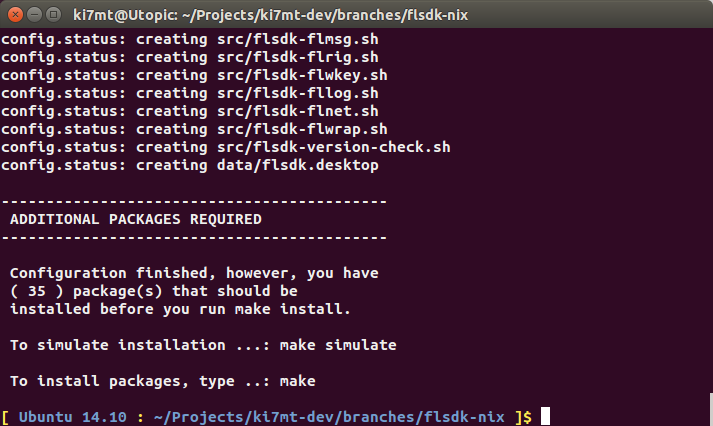 ki7mt@Utopic: ~/Projects/ki7mt-dev/branches/flsdk-nix
config.status: creating src/flsdk-flmsg.sh
config.status: creating src/flsdk-flrig.sh
config.status: creating src/flsdk-flwkey.sh
config.status: creating src/flsdk-fllog.sh
config.status: creating src/flsdk-flnet.sh
config.status: creating src/flsdk-flwrap.sh
config.status: creating src/flsdk-version-check.sh
config.status: creating data/flsdk.desktop
-------------------------------------------
ADDITIONAL PACKAGES REQUIRED
-------------------------------------------
Configuration finished, however, you have
( 35 ) package(s) that should be
installed before you run make install.
To simulate installation ...: make simulate
To install packages, type ..: make
[ Ubuntu 14.10 : ~/Projects/ki7mt-dev/branches/flsdk-nix ]$